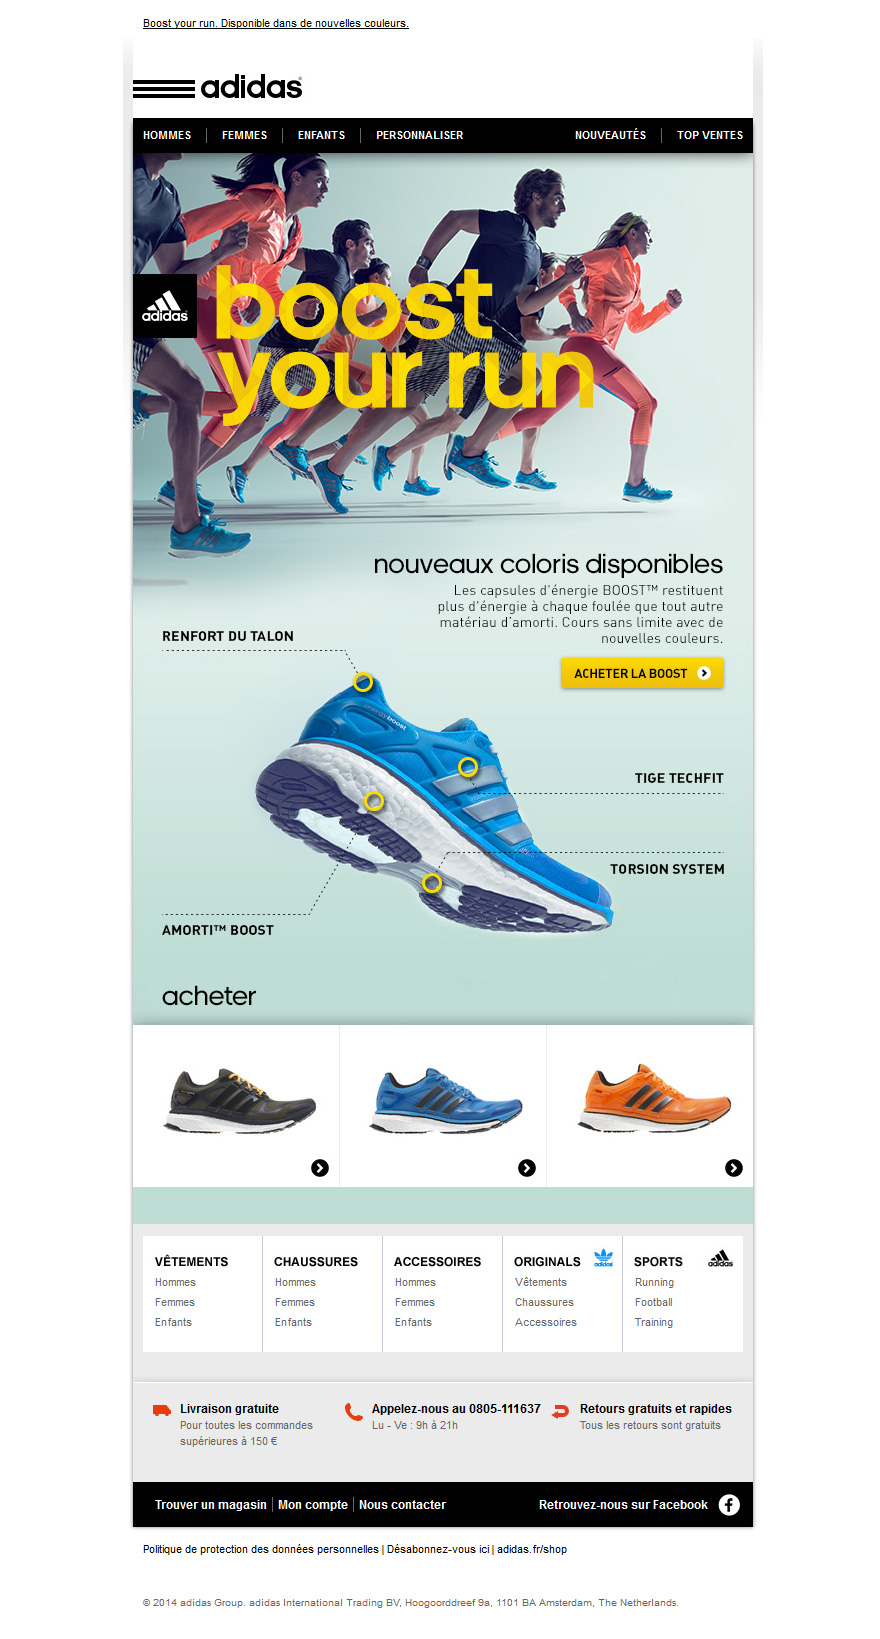 Boost your run. Disponible dans de nouvelles couleurs.
adidas
HOMMES FEMMES ENFANTS PERSONNALISER NOUVEAUTÉS TOP VENTES
adidas
boost
your run
nouveaux coloris disponibles
Les capsules d'énergie BOOST™ restituent
plus d'énergie à chaque foulée que tout autre
matériau d'amorti. Cours sans limite avec de
nouvelles couleurs.
RENFORT DU TALON
ACHETER LA BOOST
energy boost
TIGE TECHFIT
TORSION SYSTEM
AMORTI™ BOOST
acheter
VÊTEMENTS
Hommes
Femmes
Enfants
CHAUSSURES
Hommes
Femmes
Enfants
ACCESSOIRES
Hommes
Femmes
Enfants
ORIGINALS
adidas
Vêtements
Chaussures
Accessoires
SPORTS
adidas
Running
Football
Training
Livraison gratuite
Pour toutes les commandes
supérieures à 150 €
Appelez-nous au 0805-111637
Lu - Ve : 9h à 21h
Retours gratuits et rapides
Tous les retours sont gratuits
Trouver un magasin | Mon compte | Nous contacter
Retrouvez-nous sur Facebook
Politique de protection des données personnelles | Désabonnez-vous ici | adidas.fr/shop
© 2014 adidas Group. adidas International Trading BV, Hoogoorddreef 9a, 1101 BA Amsterdam, The Netherlands.